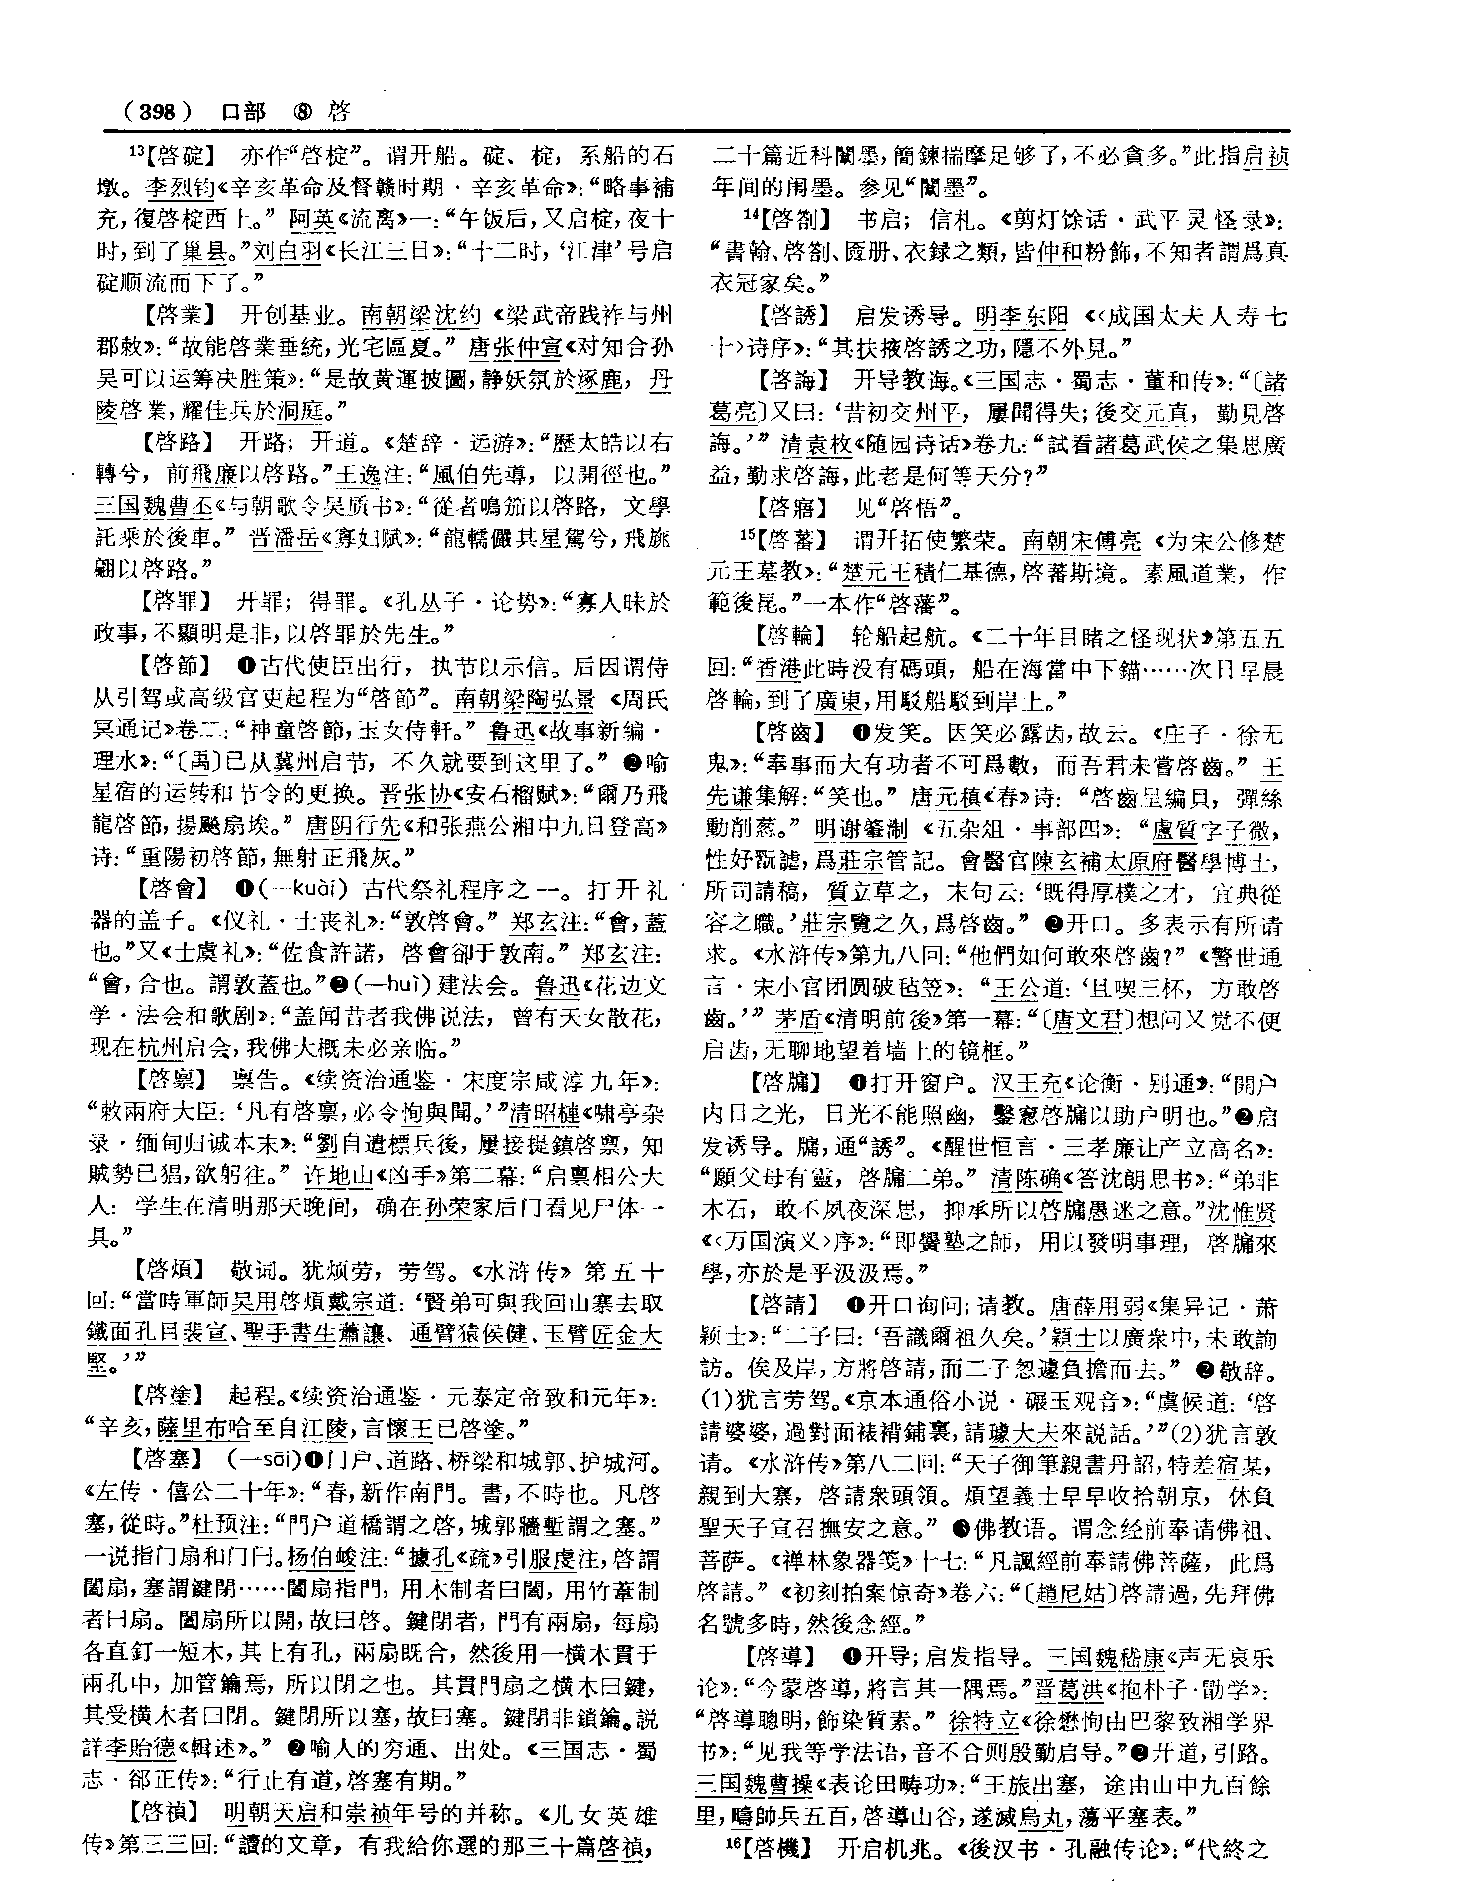 （398） 口部 ⑧ 啓
¹³【啓碇】 亦作“啓椗”。谓开船。碇、椗，系船的石
墩。李烈钧《辛亥革命及督赣时期·辛亥革命》：“略事補
充，復啓椗西上。” 阿英《流离》一：“午饭后，又启椗，夜十
时，到了巢县。”刘白羽《长江三日》：“十二时，‘江津’号启
碇顺流而下了。”
【啓業】 开创基业。南朝梁沈约《梁武帝践祚与州
郡敕》：“故能啓業垂統，光宅區夏。” 唐张仲宣《对知合孙
吴可以运筹决胜策》：“是故黄運披圖，静妖氛於涿鹿，丹
陵啓業，耀佳兵於洞庭。”
【啓路】 开路；开道。《楚辞·远游》：“歷太皓以右
轉兮，前飛廉以啓路。”王逸注：“風伯先導，以開徑也。”
三国魏曹丕《与朝歌令吴质书》：“從者鳴笳以啓路，文學
託乘於後車。” 晋潘岳《寡妇赋》：“龍轜儼其星駕兮，飛旐
翩以啓路。”
【啓罪】 开罪；得罪。《孔丛子·论势》：“寡人昧於
政事，不顯明是非，以啓罪於先生。”
【啓節】 ❶古代使臣出行，执节以示信。后因谓侍
从引驾或高级官吏起程为“啓節”。南朝梁陶弘景《周氏
冥通记》卷二：“神童啓節，玉女侍軒。” 鲁迅《故事新编·
理水》：“〔禹〕已从冀州启节，不久就要到这里了。” ❷喻
星宿的运转和节令的更换。晋张协《安石榴赋》：“爾乃飛
龍啓節，揚飈扇埃。” 唐阴行先《和张燕公湘中九日登高》
诗：“重陽初啓節，無射正飛灰。”
【啓會】 ❶（—kuài）古代祭礼程序之一。打开礼
器的盖子。《仪礼·士丧礼》：“敦啓會。” 郑玄注：“會，蓋
也。”又《士虞礼》：“佐食許諾，啓會卻于敦南。” 郑玄注：
“會，合也。謂敦蓋也。”❷（—huì）建法会。鲁迅《花边文
学·法会和歌剧》：“盖闻昔者我佛说法，曾有天女散花，
现在杭州启会，我佛大概未必亲临。”
【啓禀】 禀告。《续资治通鉴·宋度宗咸淳九年》：
“敕兩府大臣：‘凡有啓禀，必令恂與聞。’”清昭梿《啸亭杂
录·缅甸归诚本末》：“劉自遣標兵後，屢接提鎮啓禀，知
贼勢已猖，欲躬往。” 许地山《凶手》第二幕：“启禀相公大
人：学生在清明那天晚间，确在孙荣家后门看见尸体一
具。”
【啓煩】 敬词。犹烦劳，劳驾。《水浒传》第五十
回：“當時軍師吴用啓煩戴宗道：‘賢弟可與我回山寨去取
鐵面孔目裴宣、聖手書生蕭讓、通臂猿侯健、玉臂匠金大
堅。’”
【啓塗】 起程。《续资治通鉴·元泰定帝致和元年》：
“辛亥，薩里布哈至自江陵，言懷王已啓塗。”
【啓塞】 （—sāi）❶门户、道路、桥梁和城郭、护城河。
《左传·僖公二十年》：“春，新作南門。書，不時也。凡啓
塞，從時。”杜预注：“門户道橋謂之啓，城郭牆塹謂之塞。”
一说指门扇和门闩。杨伯峻注：“據孔《疏》引服虔注，啓謂
闔扇，塞謂鍵閉……闔扇指門，用木制者曰闔，用竹葦制
者曰扇。闔扇所以開，故曰啓。鍵閉者，門有兩扇，每扇
各直釘一短木，其上有孔，兩扇既合，然後用一横木貫于
兩孔中，加管鑰焉，所以閉之也。其貫門扇之横木曰鍵，
其受横木者曰閉。鍵閉所以塞，故曰塞。鍵閉非鎖鑰。説
詳李貽德《輯述》。” ❷喻人的穷通、出处。《三国志·蜀
志·郤正传》：“行止有道，啓塞有期。”
【啓禎】 明朝天启和崇祯年号的并称。《儿女英雄
传》第三三回：“讀的文章，有我給你選的那三十篇啓禎，
二十篇近科闈墨，簡鍊揣摩足够了，不必貪多。”此指启祯
年间的闱墨。参见“闈墨”。
¹⁴【啓劄】 书启；信札。《剪灯馀话·武平灵怪录》：
“書翰、啓劄、匳册、衣録之類，皆仲和粉飾，不知者謂爲真
衣冠家矣。”
【啓誘】 启发诱导。明李东阳《〈成国太夫人寿七
十〉诗序》：“其扶掖啓誘之功，隱不外見。”
【啓誨】 开导教诲。《三国志·蜀志·董和传》：“〔諸
葛亮〕又曰：‘昔初交州平，屢聞得失；後交元直，勤見啓
誨。’” 清袁枚《随园诗话》卷九：“試看諸葛武侯之集思廣
益，勤求啓誨，此老是何等天分？”
【啓寤】 见“啓悟”。
¹⁵【啓蕃】 谓开拓使繁荣。南朝宋傅亮《为宋公修楚
元王墓教》：“楚元王積仁基德，啓蕃斯境。素風道業，作
範後昆。”一本作“啓藩”。
【啓輪】 轮船起航。《二十年目睹之怪现状》第五五
回：“香港此時没有碼頭，船在海當中下錨……次日早晨
啓輪，到了廣東，用駁船駁到岸上。”
【啓齒】 ❶发笑。因笑必露齿，故云。《庄子·徐无
鬼》：“奉事而大有功者不可爲數，而吾君未嘗啓齒。” 王
先谦集解：“笑也。” 唐元稹《春》诗：“啓齒呈編貝，彈絲
動削葱。” 明谢肇淛《五杂俎·事部四》：“盧質字子微，
性好翫謔，爲莊宗管記。會醫官陳玄補太原府醫學博士，
所司請稿，質立草之，末句云：‘既得厚樸之才，宜典從
容之職。’莊宗覽之久，爲啓齒。” ❷开口。多表示有所请
求。《水浒传》第九八回：“他們如何敢來啓齒？”《警世通
言·宋小官团圆破毡笠》：“王公道：‘且喫三杯，方敢啓
齒。’” 茅盾《清明前後》第一幕：“〔唐文君〕想问又觉不便
启齿，无聊地望着墙上的镜框。”
【啓牖】 ❶打开窗户。汉王充《论衡·别通》：“開户
内日之光，日光不能照幽，鑿窻啓牖以助户明也。”❷启
发诱导。牖，通“誘”。《醒世恒言·三孝廉让产立高名》：
“願父母有靈，啓牖二弟。” 清陈确《答沈朗思书》：“弟非
木石，敢不夙夜深思，抑承所以啓牖愚迷之意。”沈惟贤
《〈万国演义〉序》：“即黌塾之師，用以發明事理，啓牖來
學，亦於是乎汲汲焉。”
【啓請】 ❶开口询问；请教。唐薛用弱《集异记·萧
颖士》：“二子曰：‘吾識爾祖久矣。’穎士以廣衆中，未敢詢
訪。俟及岸，方將啓請，而二子怱遽負擔而去。” ❷敬辞。
(1)犹言劳驾。《京本通俗小说·碾玉观音》：“虞候道：‘啓
請婆婆，過對面裱褙鋪裏，請璩大夫來説話。’”(2)犹言敦
请。《水浒传》第八二回：“天子御筆親書丹詔，特差宿某，
親到大寨，啓請衆頭領。煩望義士早早收拾朝京，休負
聖天子宣召撫安之意。” ❸佛教语。谓念经前奉请佛祖、
菩萨。《禅林象器笺》十七：“凡諷經前奉請佛菩薩，此爲
啓請。”《初刻拍案惊奇》卷六：“〔趙尼姑〕啓請過，先拜佛
名號多時，然後念經。”
【啓導】 ❶开导；启发指导。三国魏嵇康《声无哀乐
论》：“今蒙啓導，將言其一隅焉。”晋葛洪《抱朴子·勖学》：
“啓導聰明，飾染質素。” 徐特立《徐懋恂由巴黎致湘学界
书》：“见我等学法语，音不合则殷勤启导。”❷开道，引路。
三国魏曹操《表论田畴功》：“王旅出塞，途由山中九百餘
里，疇帥兵五百，啓導山谷，遂滅烏丸，蕩平塞表。”
¹⁶【啓機】 开启机兆。《後汉书·孔融传论》：“代終之